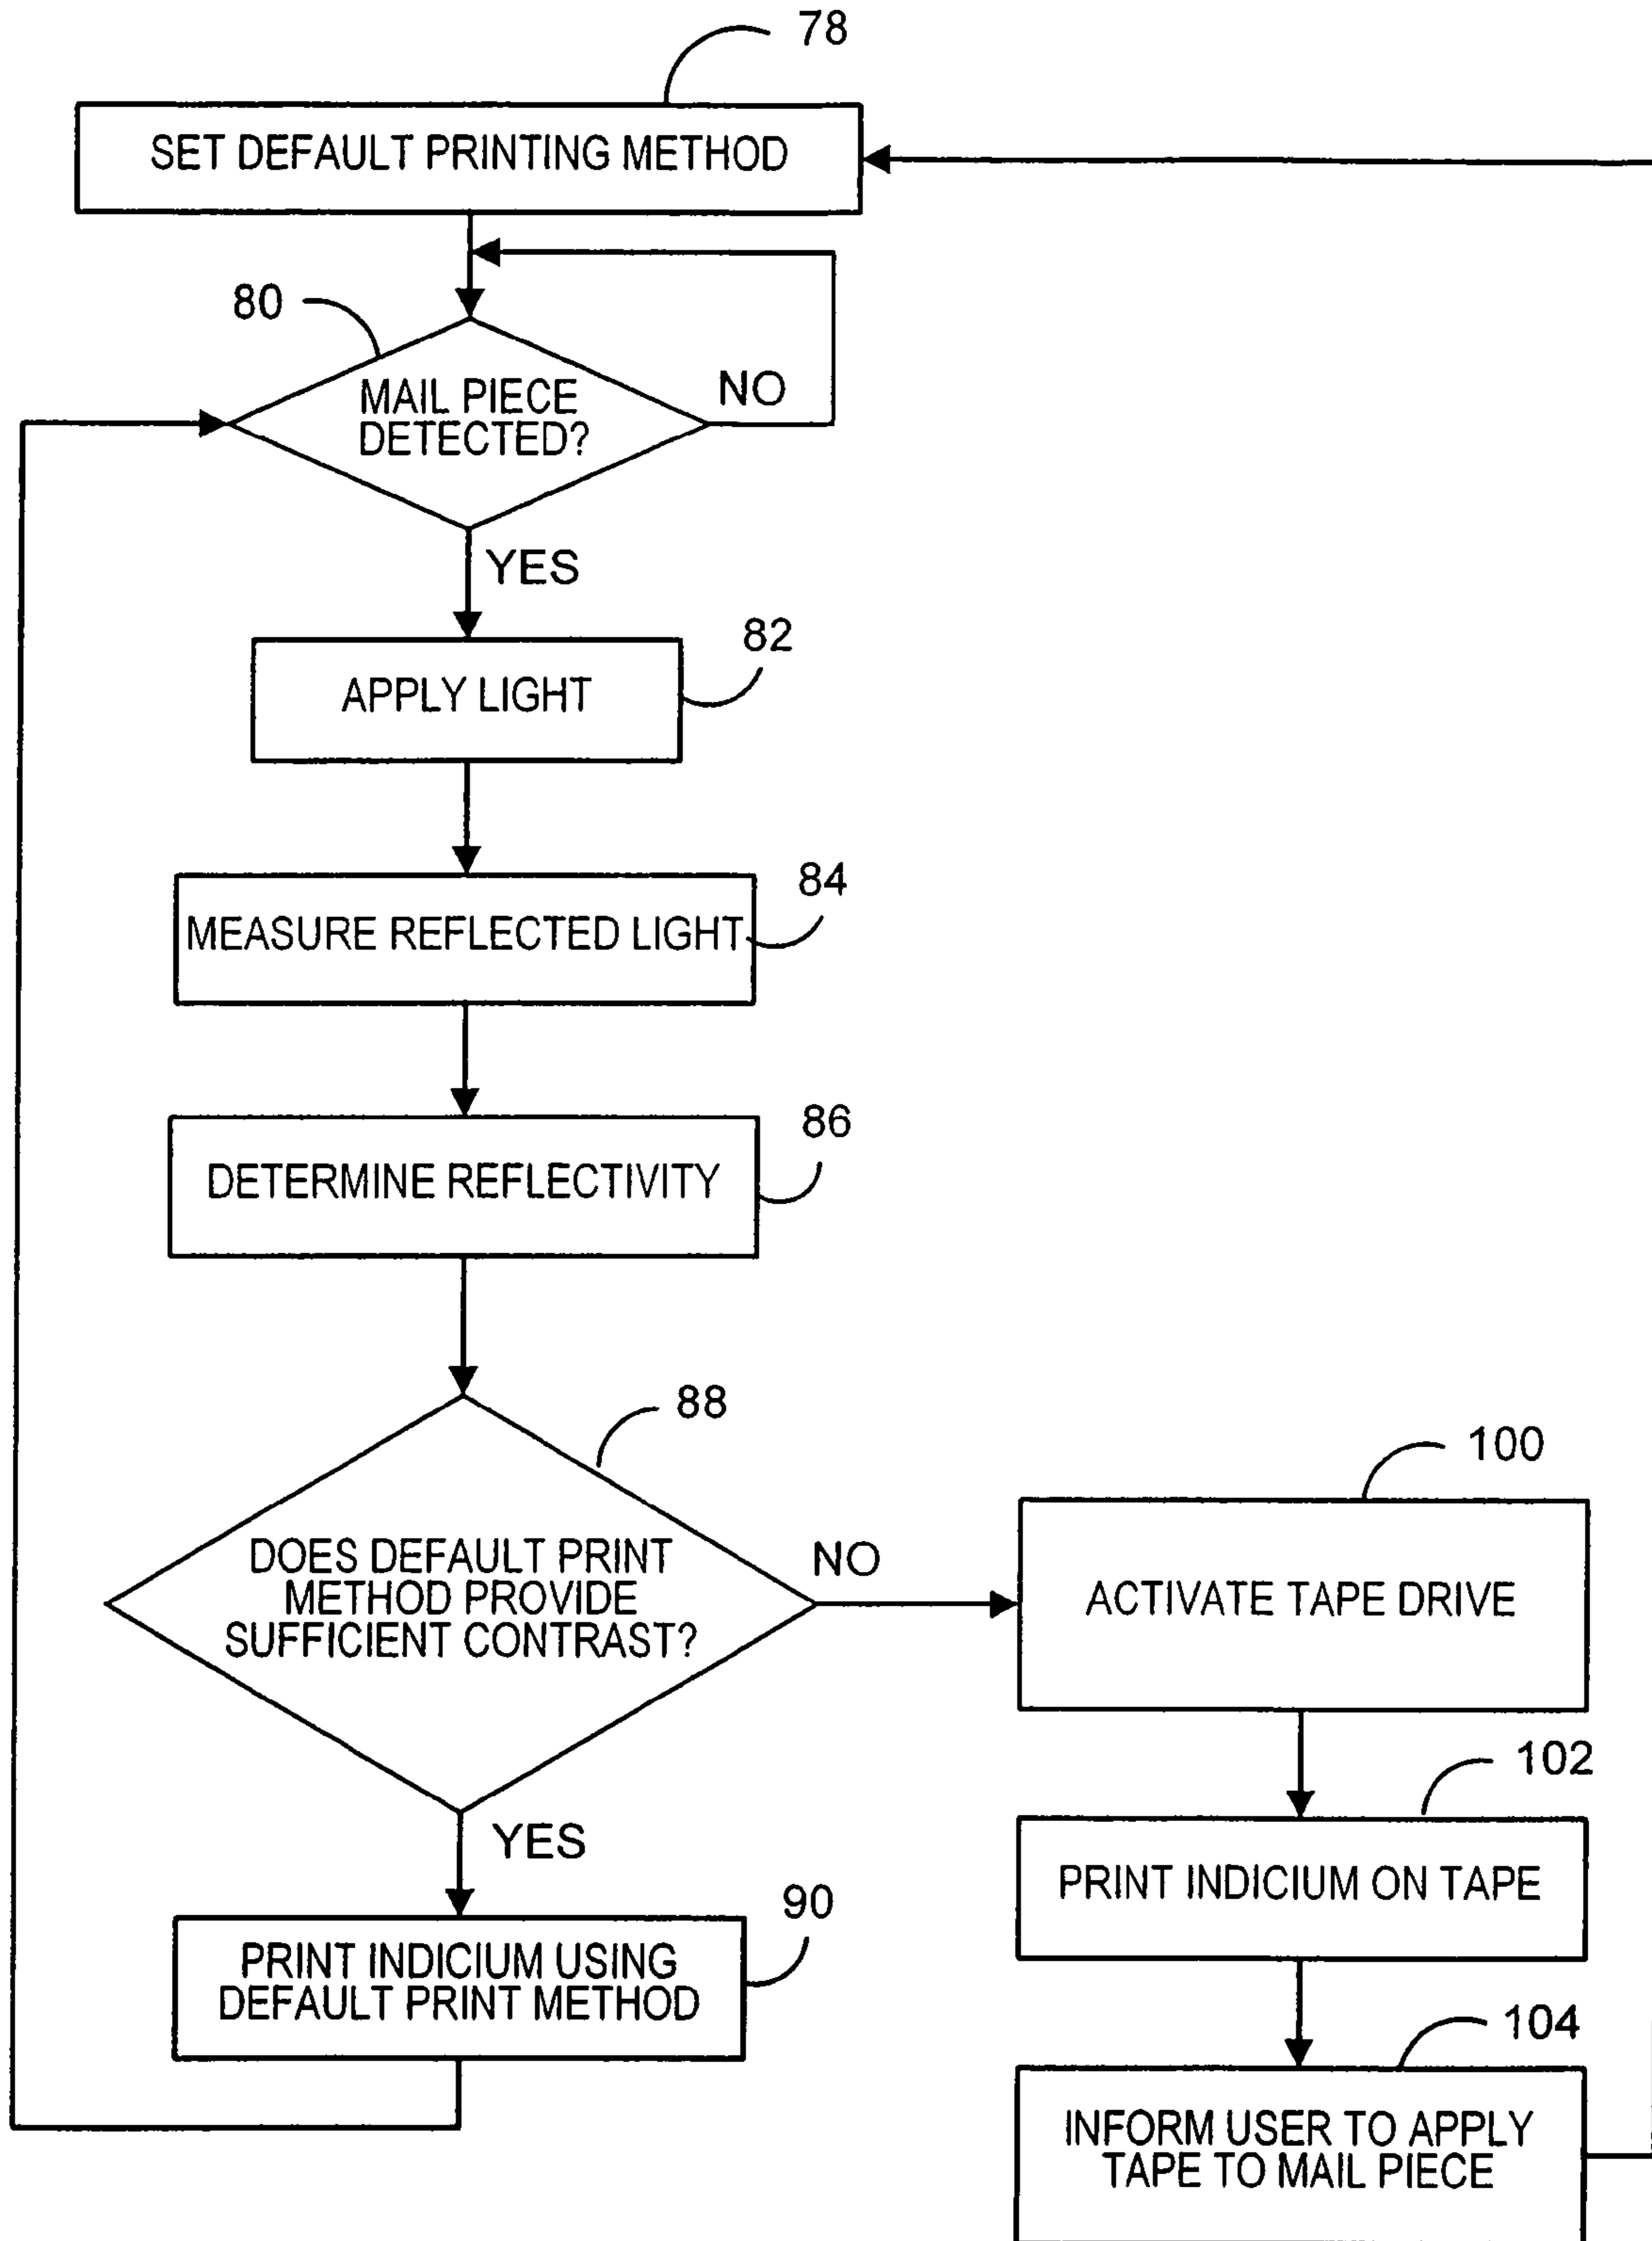 78
SET DEFAULT PRINTING METHOD
80
MAIL PIECE
DETECTED?
NO
YES
82
APPLY LIGHT
84
MEASURE REFLECTED LIGHT
86
DETERMINE REFLECTIVITY
88
DOES DEFAULT PRINT
METHOD PROVIDE
SUFFICIENT CONTRAST?
NO
YES
90
PRINT INDICIUM USING
DEFAULT PRINT METHOD
100
ACTIVATE TAPE DRIVE
102
PRINT INDICIUM ON TAPE
104
INFORM USER TO APPLY
TAPE TO MAIL PIECE